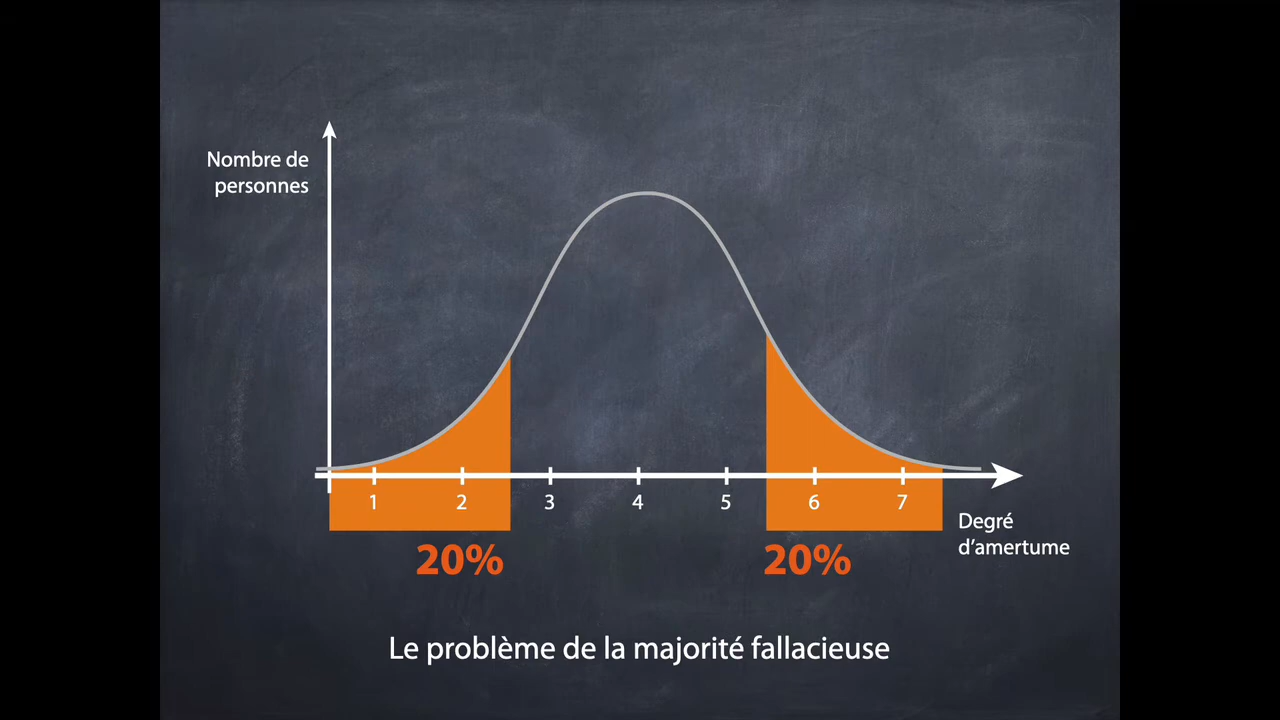 Nombre de
personnes
1 2 3 4 5 6 7
Degré
d'amertume
20% 20%
Le problème de la majorité fallacieuse